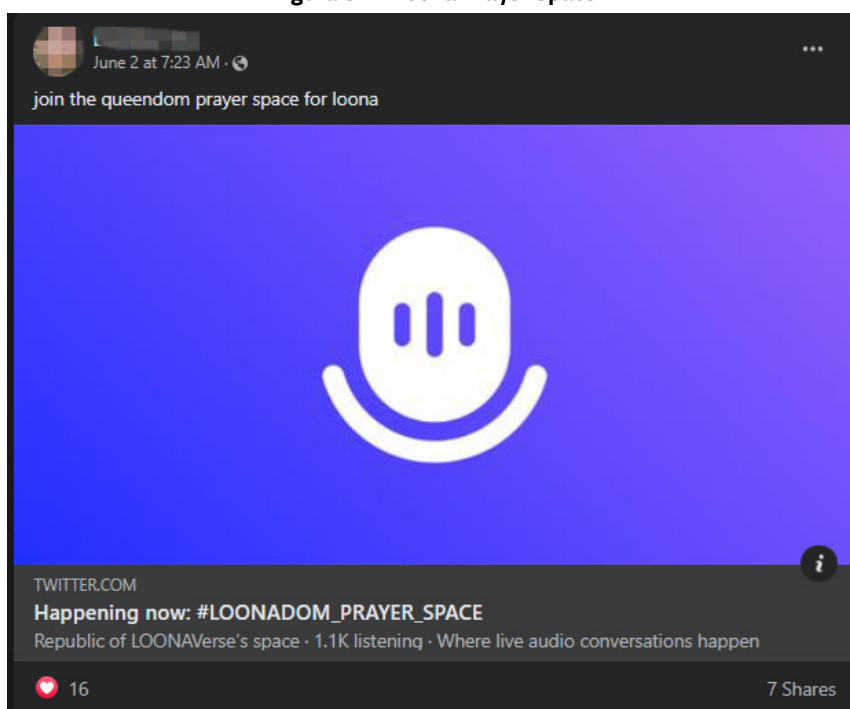 June 2 at 7:23 AM ·
join the queendom prayer space for loona
TWITTER.COM
Happening now: #LOONADOM_PRAYER_SPACE
Republic of LOONAVerse's space · 1.1K listening · Where live audio conversations happen
16
7 Shares